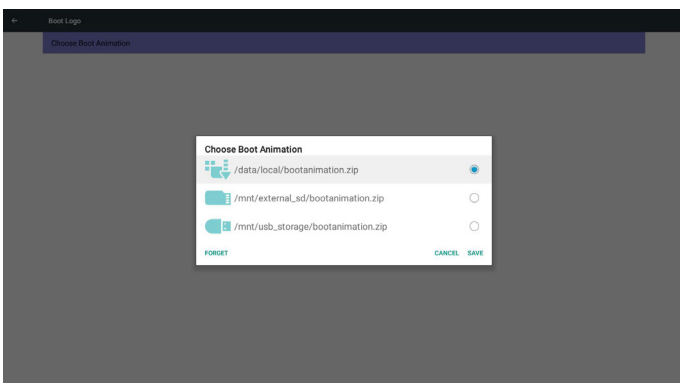 Boot Logo
Choose Boot Animation
Choose Boot Animation
/data/local/bootanimation.zip
/mnt/external_sd/bootanimation.zip
/mnt/usb_storage/bootanimation.zip
FORGET CANCEL SAVE